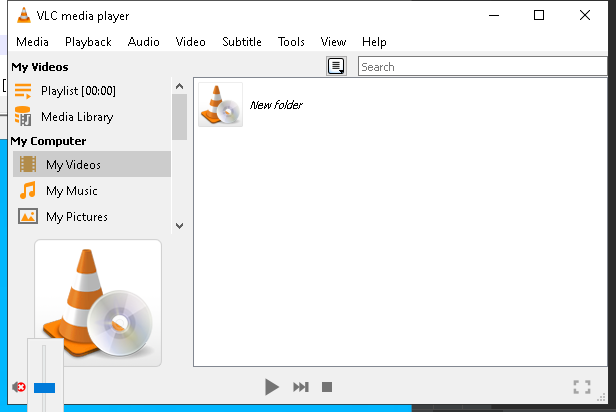 VLC media player
Media Playback Audio Video Subtitle Tools View Help
My Videos
Search
Playlist [00:00]
Media Library
My Computer
My Videos
My Music
My Pictures
New folder